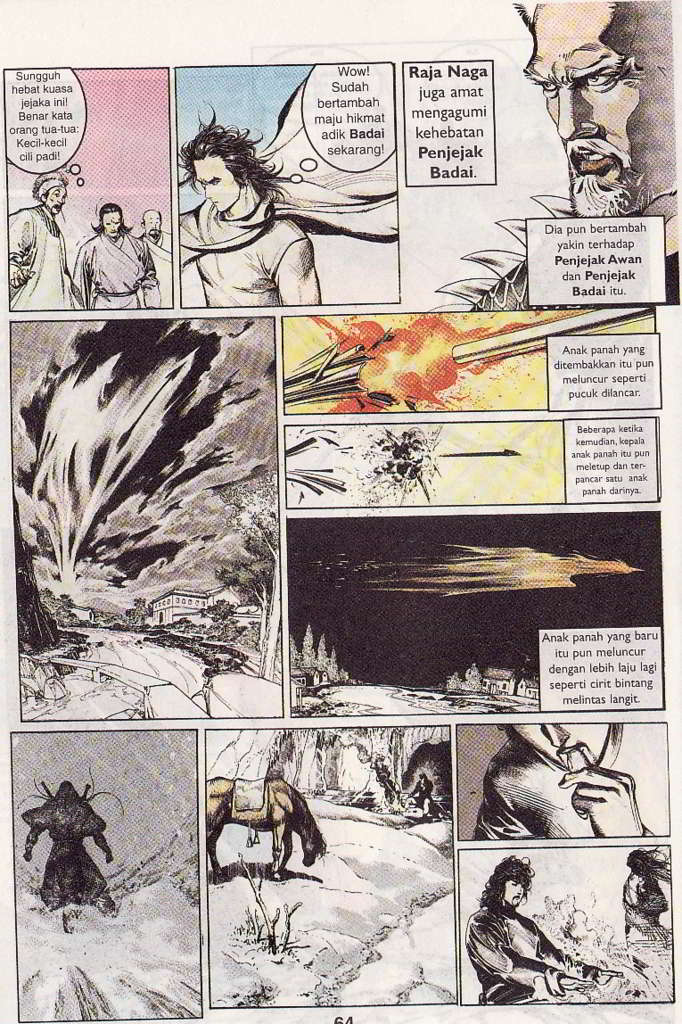 Sungguh
hebat kuasa
jejaka ini!
Benar kata
orang tua-tua:
Kecil-kecil
cili padi!
Wow!
Sudah
bertambah
maju hikmat
adik Badai
sekarang!
Raja Naga
juga amat
mengagumi
kehebatan
Penjejak
Badai.
Dia pun bertambah
yakin terhadap
Penjejak Awan
dan Penjejak
Badai itu.
Anak panah yang
ditembakkan itu pun
meluncur seperti
pucuk dilancar.
Beberapa ketika
kemudian, kepala
anak panah itu pun
meletup dan ter-
pancar satu anak
panah darinya.
Anak panah yang baru
itu pun meluncur
dengan lebih laju lagi
seperti cirit bintang
melintas langit.
64